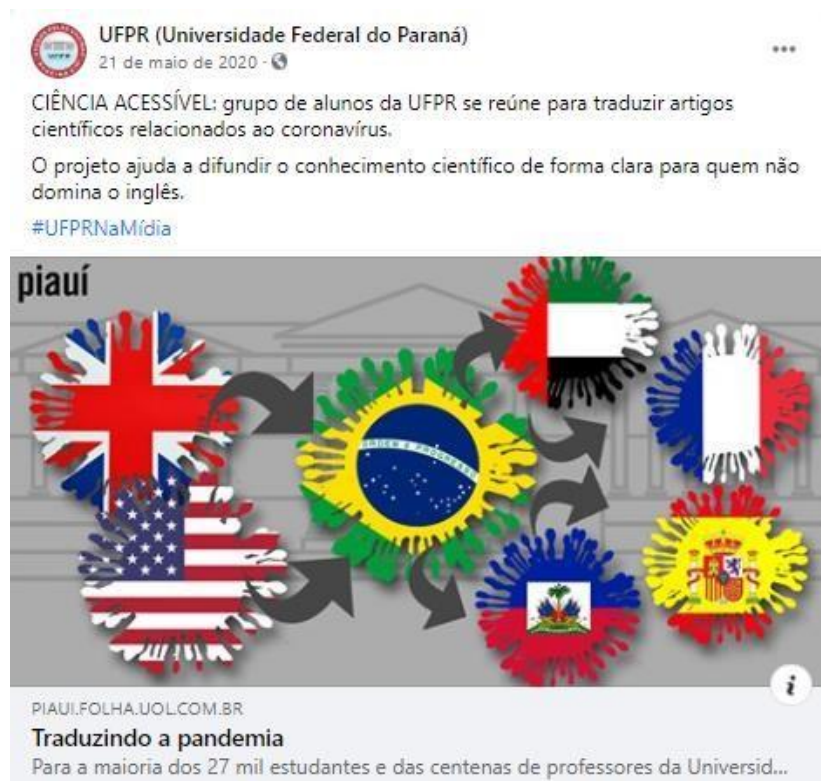 UFPR (Universidade Federal do Paraná)
21 de maio de 2020 ·
CIÊNCIA ACESSÍVEL: grupo de alunos da UFPR se reúne para traduzir artigos
científicos relacionados ao coronavírus.
O projeto ajuda a difundir o conhecimento científico de forma clara para quem não
domina o inglês.
#UFPRNaMídia
piauí
ORDEM E PROGRESSO
i
PIAUI.FOLHA.UOL.COM.BR
Traduzindo a pandemia
Para a maioria dos 27 mil estudantes e das centenas de professores da Universid...